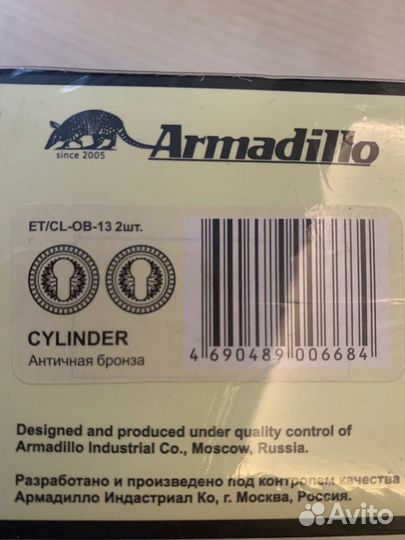 Armadillo
since 2005
ET/CL-OB-13 2шт.
CYLINDER
Античная бронза
4 690489 006684
Designed and produced under quality control of
Armadillo Industrial Co., Moscow, Russia.
Разработано и произведено под контролем качества
Армадилло Индастриал Ко, г. Москва, Россия.
Avito